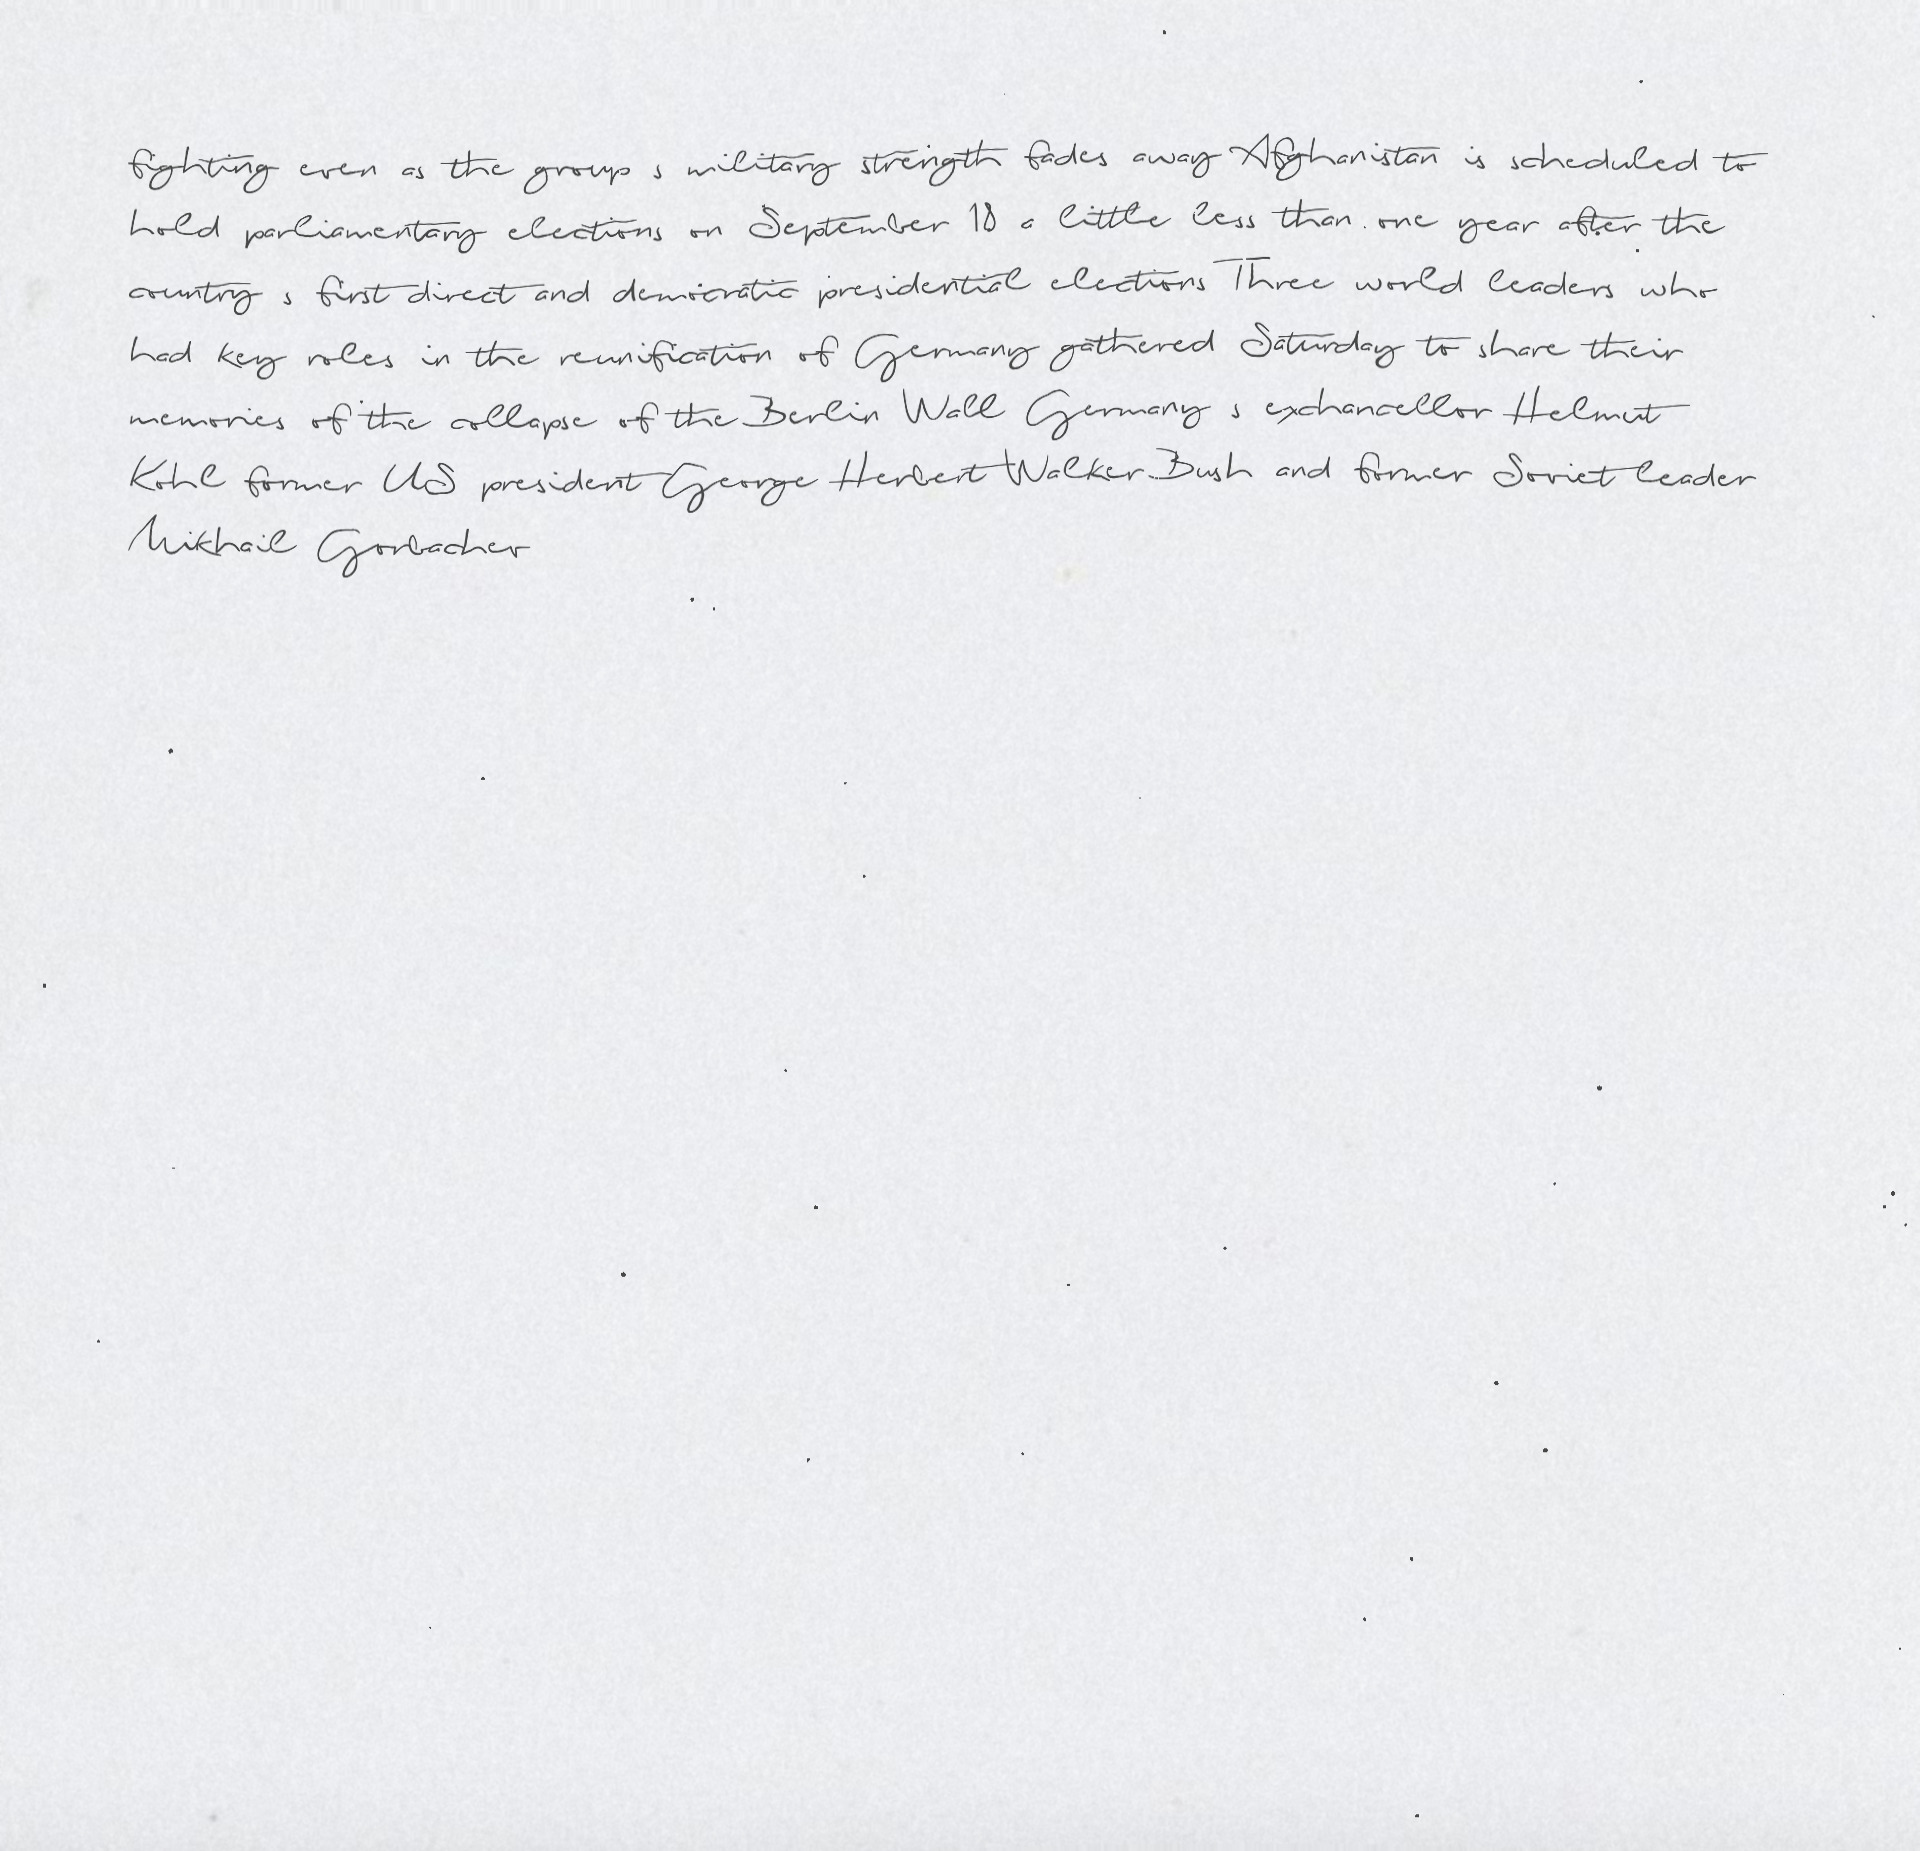 fighting even as the group s military strength fades away Afghanistan is scheduled to
hold parliamentary elections on September 18 a little less than one year after the
country s first direct and democratic presidential elections Three world leaders who
had key roles in the reunification of Germany gathered Saturday to share their
memories of the collapse of the Berlin Wall Germany s exchancellor Helmut
Kohl former US president George Herbert Walker Bush and former Soviet leader
Mikhail Gorbachev